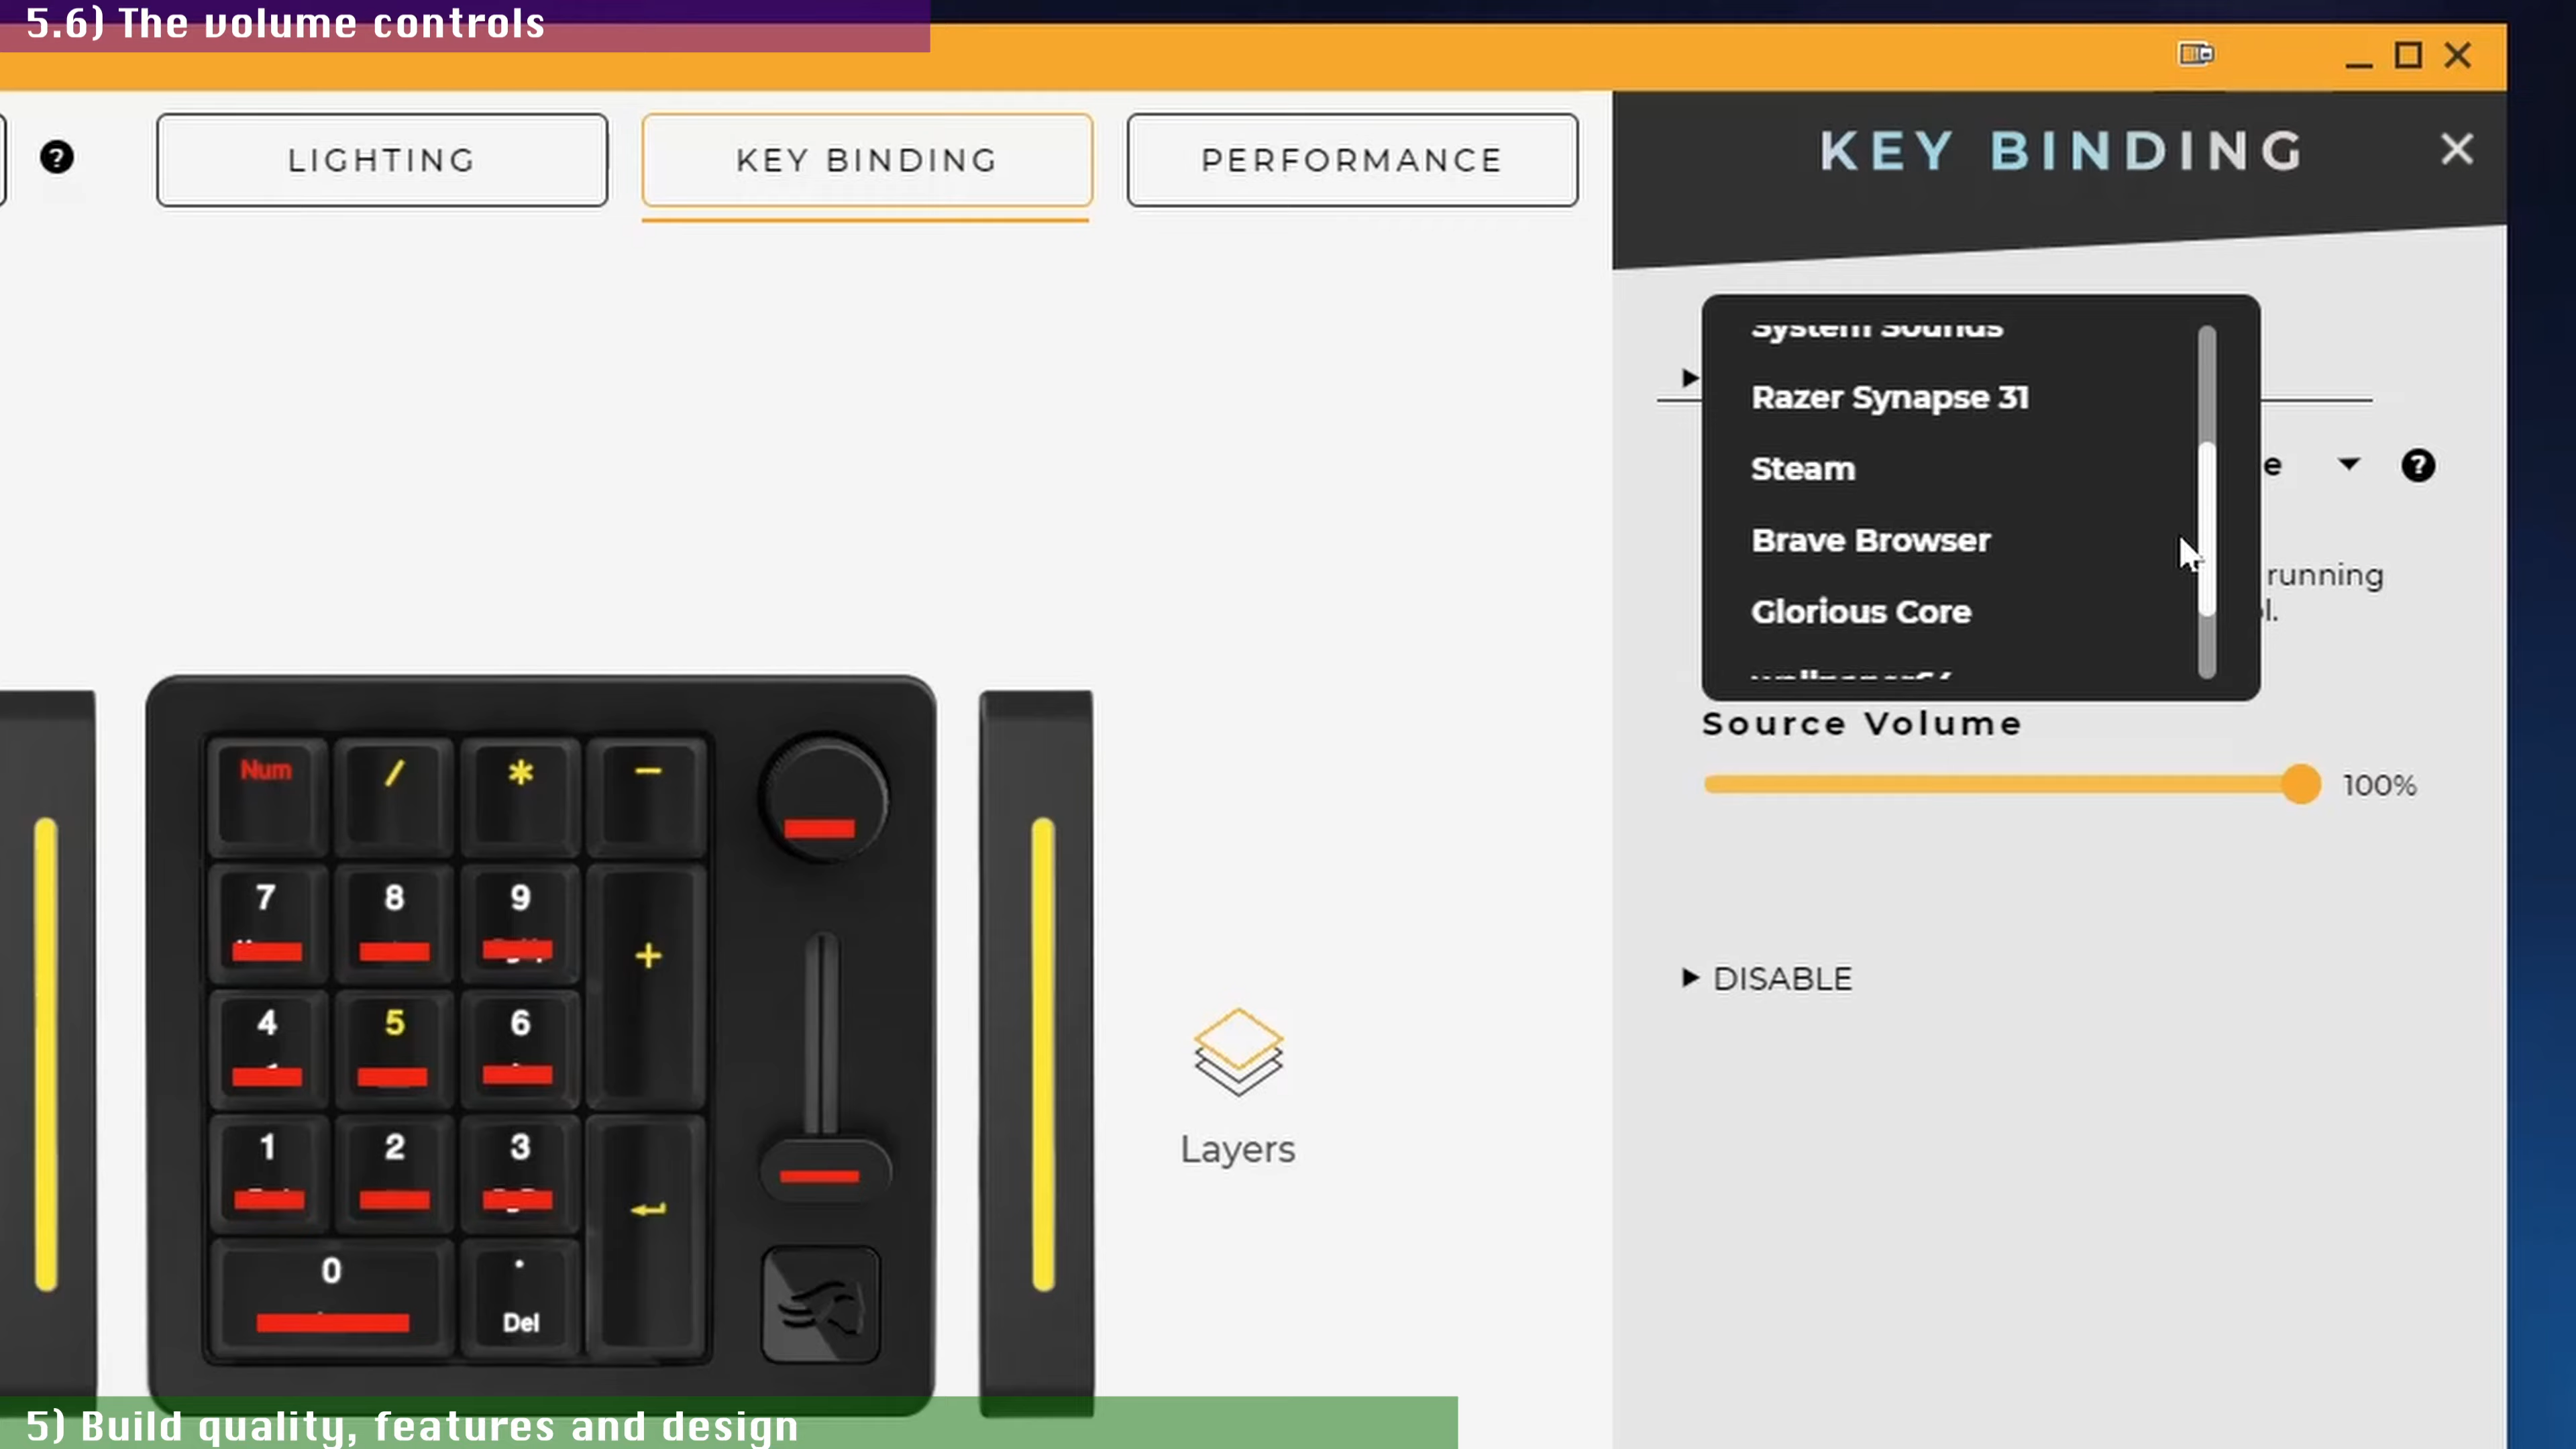 5.6) The volume controls
LIGHTING
KEY BINDING
PERFORMANCE
KEY BINDING
System Sounds
Razer Synapse 31
Steam
Brave Browser
Glorious Core
running
Source Volume
100%
DISABLE
Num / * -
7 8 9
+
4 5 6
1 2 3
0 .
Del
Layers
5) Build quality, features and design